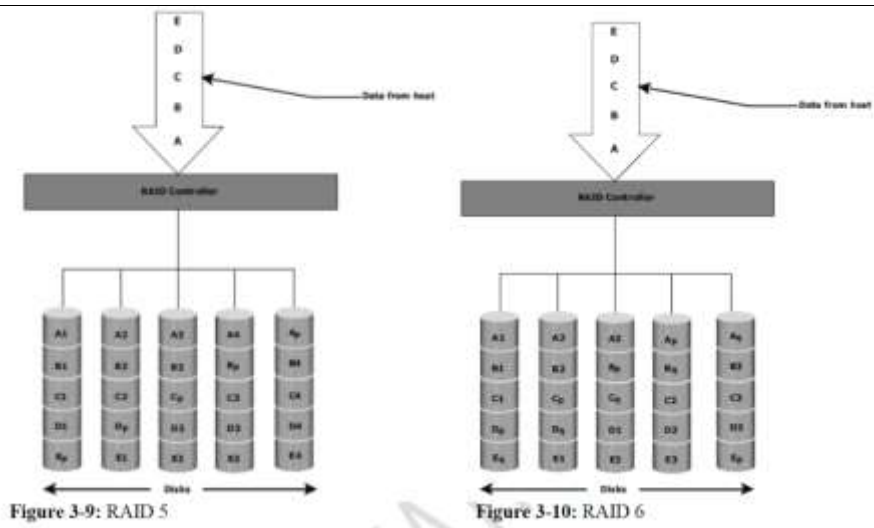 E
D
C
B
A
Data from host
RAID Controller
A1 A2 A3 A4 Ap
B1 B2 B3 Bp B4
C1 C2 Cp C3 C4
D1 Dp D3 D4
Ep E1 E2 E3 E4
Disks
Figure 3-9: RAID 5
E
D
C
B
A
Data from host
RAID Controller
A1 A2 A3 Ap Aq
B1 B2 Bp Bq B3
C1 Cp Cq C2 C3
Dp Dq D1 D2 D3
Eq E1 E2 E3 Ep
Disks
Figure 3-10: RAID 6